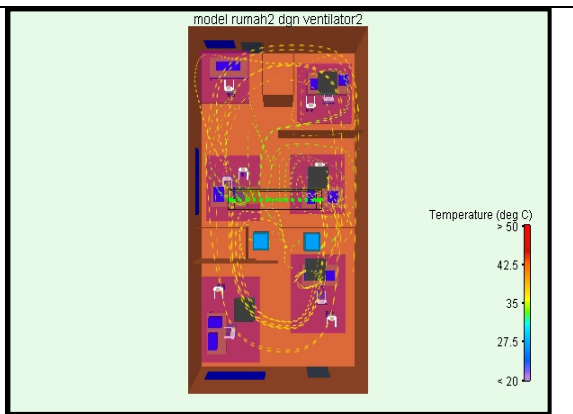 model rumah2 dgn ventilator2
Temperature (deg C)
> 50
42.5
35
27.5
< 20